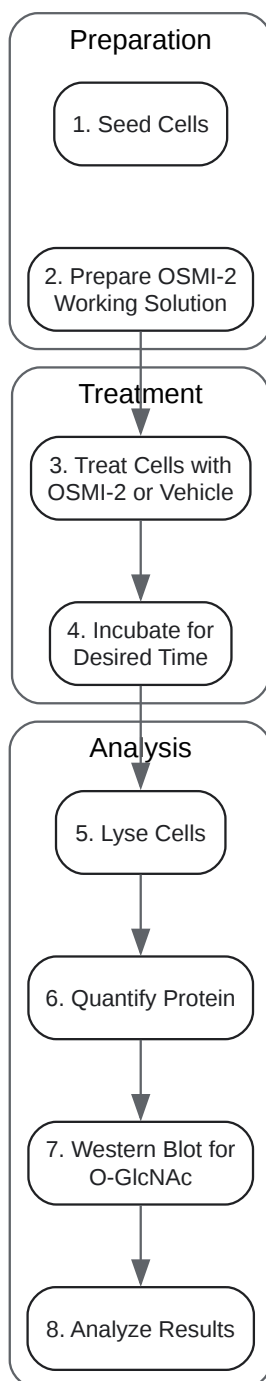 Preparation
1. Seed Cells
2. Prepare OSMI-2
Working Solution
Treatment
3. Treat Cells with
OSMI-2 or Vehicle
4. Incubate for
Desired Time
Analysis
5. Lyse Cells
6. Quantify Protein
7. Western Blot for
O-GlcNAc
8. Analyze Results